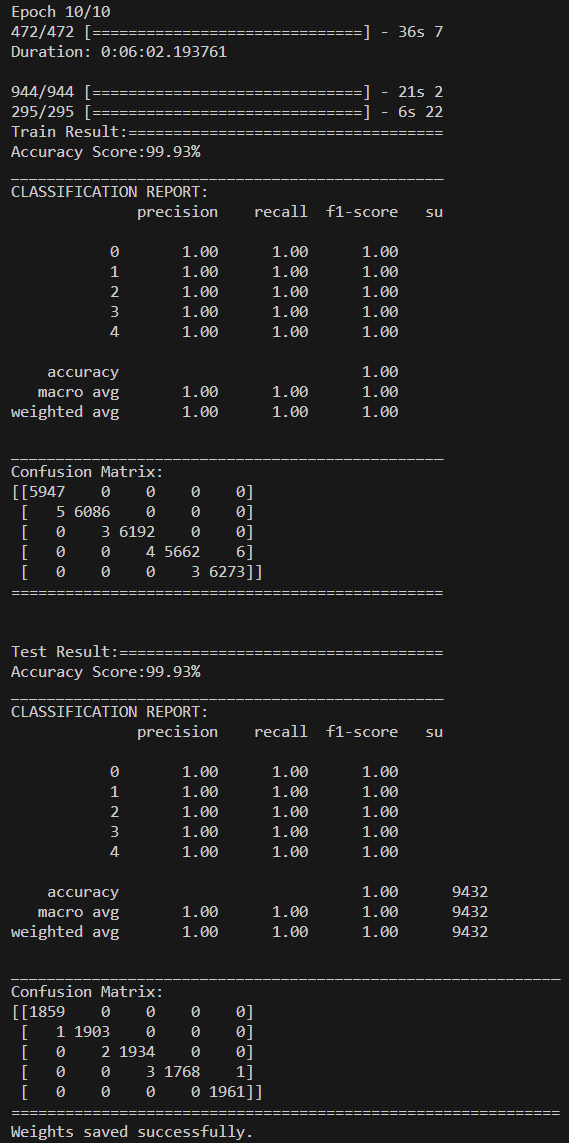 Epoch 10/10
472/472 [==============================] - 36s 7
Duration: 0:06:02.193761
944/944 [==============================] - 21s 2
295/295 [==============================] - 6s 22
Train Result:===================================
Accuracy Score:99.93%
________________________________________________
CLASSIFICATION REPORT:
              precision    recall  f1-score   su
           0       1.00      1.00      1.00
           1       1.00      1.00      1.00
           2       1.00      1.00      1.00
           3       1.00      1.00      1.00
           4       1.00      1.00      1.00
    accuracy                           1.00
   macro avg       1.00      1.00      1.00
weighted avg       1.00      1.00      1.00
________________________________________________
Confusion Matrix:
[[5947    0    0    0    0]
 [   5 6086    0    0    0]
 [   0    3 6192    0    0]
 [   0    0    4 5662    6]
 [   0    0    0    3 6273]]
================================================
Test Result:====================================
Accuracy Score:99.93%
________________________________________________
CLASSIFICATION REPORT:
              precision    recall  f1-score   su
           0       1.00      1.00      1.00
           1       1.00      1.00      1.00
           2       1.00      1.00      1.00
           3       1.00      1.00      1.00
           4       1.00      1.00      1.00
    accuracy                           1.00      9432
   macro avg       1.00      1.00      1.00      9432
weighted avg       1.00      1.00      1.00      9432
_____________________________________________________________
Confusion Matrix:
[[1859    0    0    0    0]
 [   1 1903    0    0    0]
 [   0    2 1934    0    0]
 [   0    0    3 1768    1]
 [   0    0    0    0 1961]]
=============================================================
Weights saved successfully.